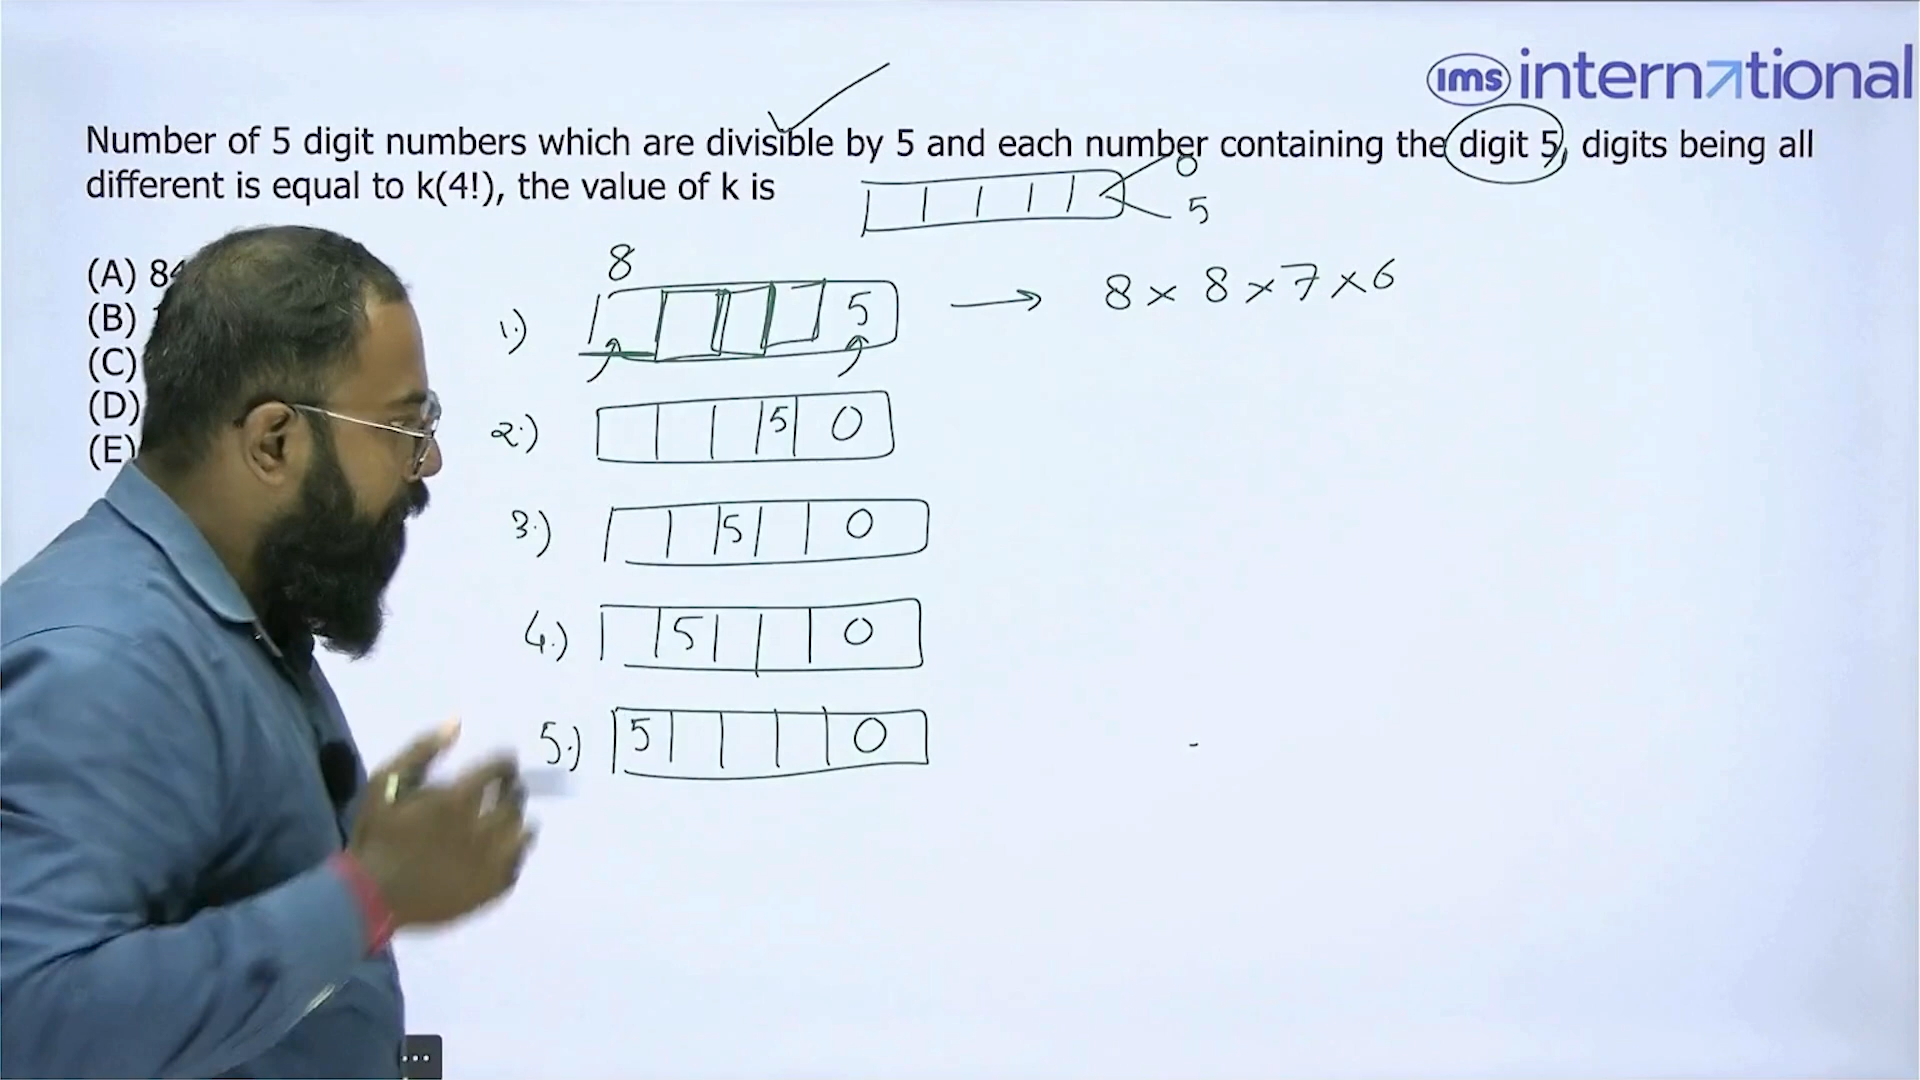 ims international
Number of 5 digit numbers which are divisible by 5 and each number containing the digit 5, digits being all
different is equal to k(4!), the value of k is
0
5
(A) 84
(B)
(C)
(D)
(E)
8
1.) 5 → 8 × 8 × 7 × 6
2.) 5 0
3.) 5 0
4.) 5 0
5.) 5 0